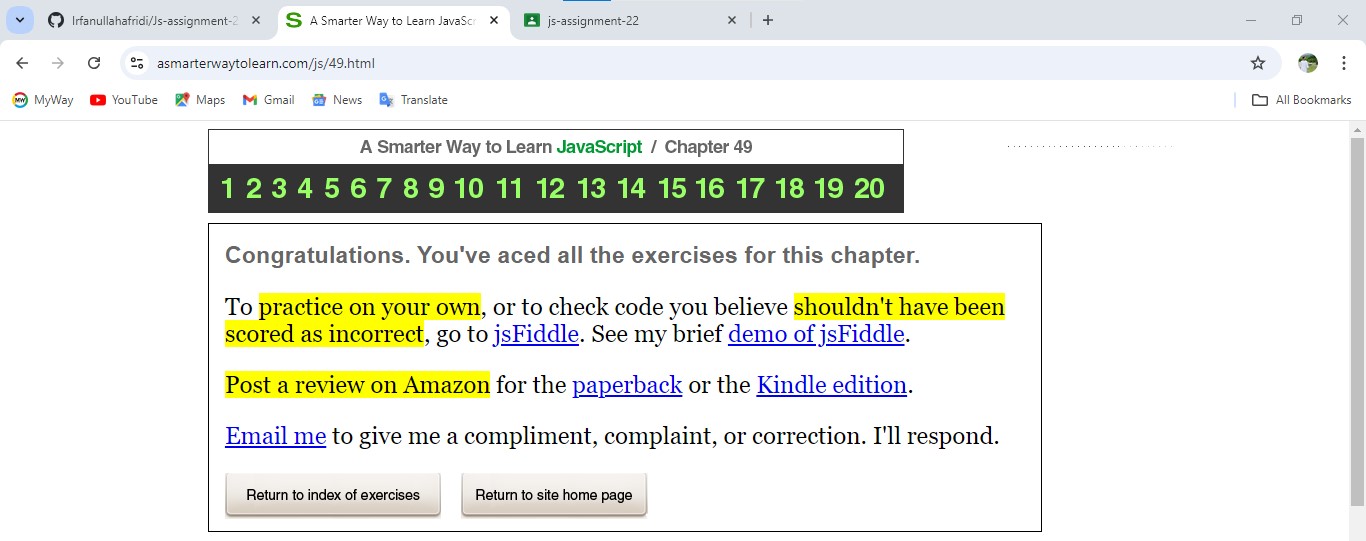 Irfanullahafridi/Js-assignment-2
A Smarter Way to Learn JavaScr
js-assignment-22
asmarterwaytolearn.com/js/49.html
MyWay YouTube Maps Gmail News Translate All Bookmarks
A Smarter Way to Learn JavaScript / Chapter 49
1 2 3 4 5 6 7 8 9 10 11 12 13 14 15 16 17 18 19 20
Congratulations. You've aced all the exercises for this chapter.
To practice on your own, or to check code you believe shouldn't have been
scored as incorrect, go to jsFiddle. See my brief demo of jsFiddle.
Post a review on Amazon for the paperback or the Kindle edition.
Email me to give me a compliment, complaint, or correction. I'll respond.
Return to index of exercises Return to site home page